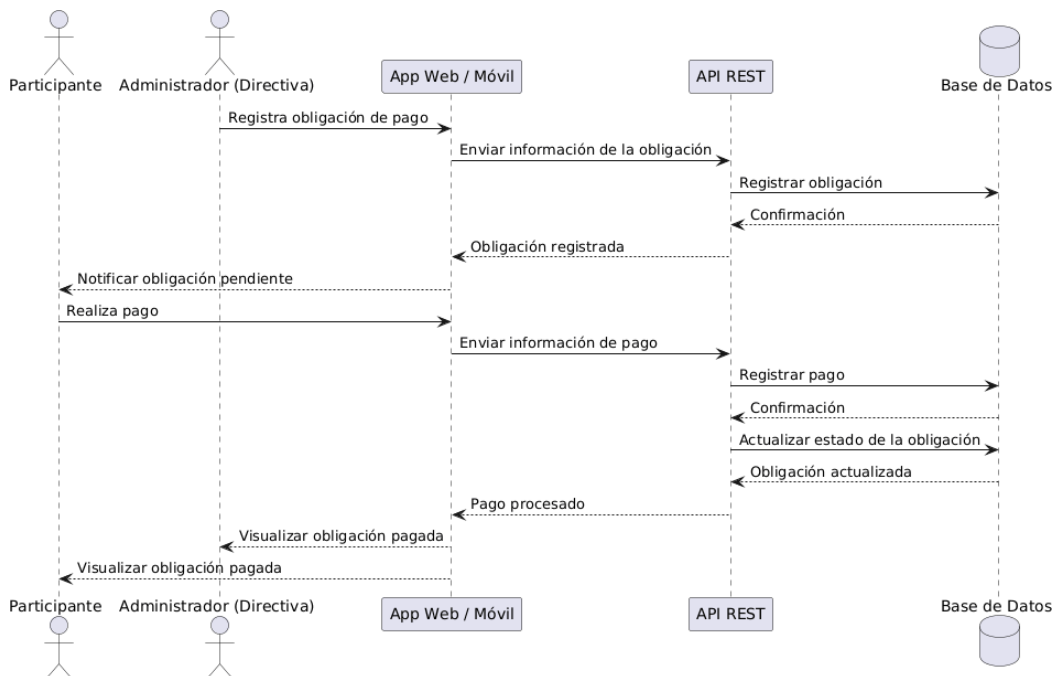 Participante
Administrador (Directiva)
App Web / Móvil
API REST
Base de Datos
Registra obligación de pago
Enviar información de la obligación
Registrar obligación
Confirmación
Obligación registrada
Notificar obligación pendiente
Realiza pago
Enviar información de pago
Registrar pago
Confirmación
Actualizar estado de la obligación
Obligación actualizada
Pago procesado
Visualizar obligación pagada
Visualizar obligación pagada
Participante
Administrador (Directiva)
App Web / Móvil
API REST
Base de Datos